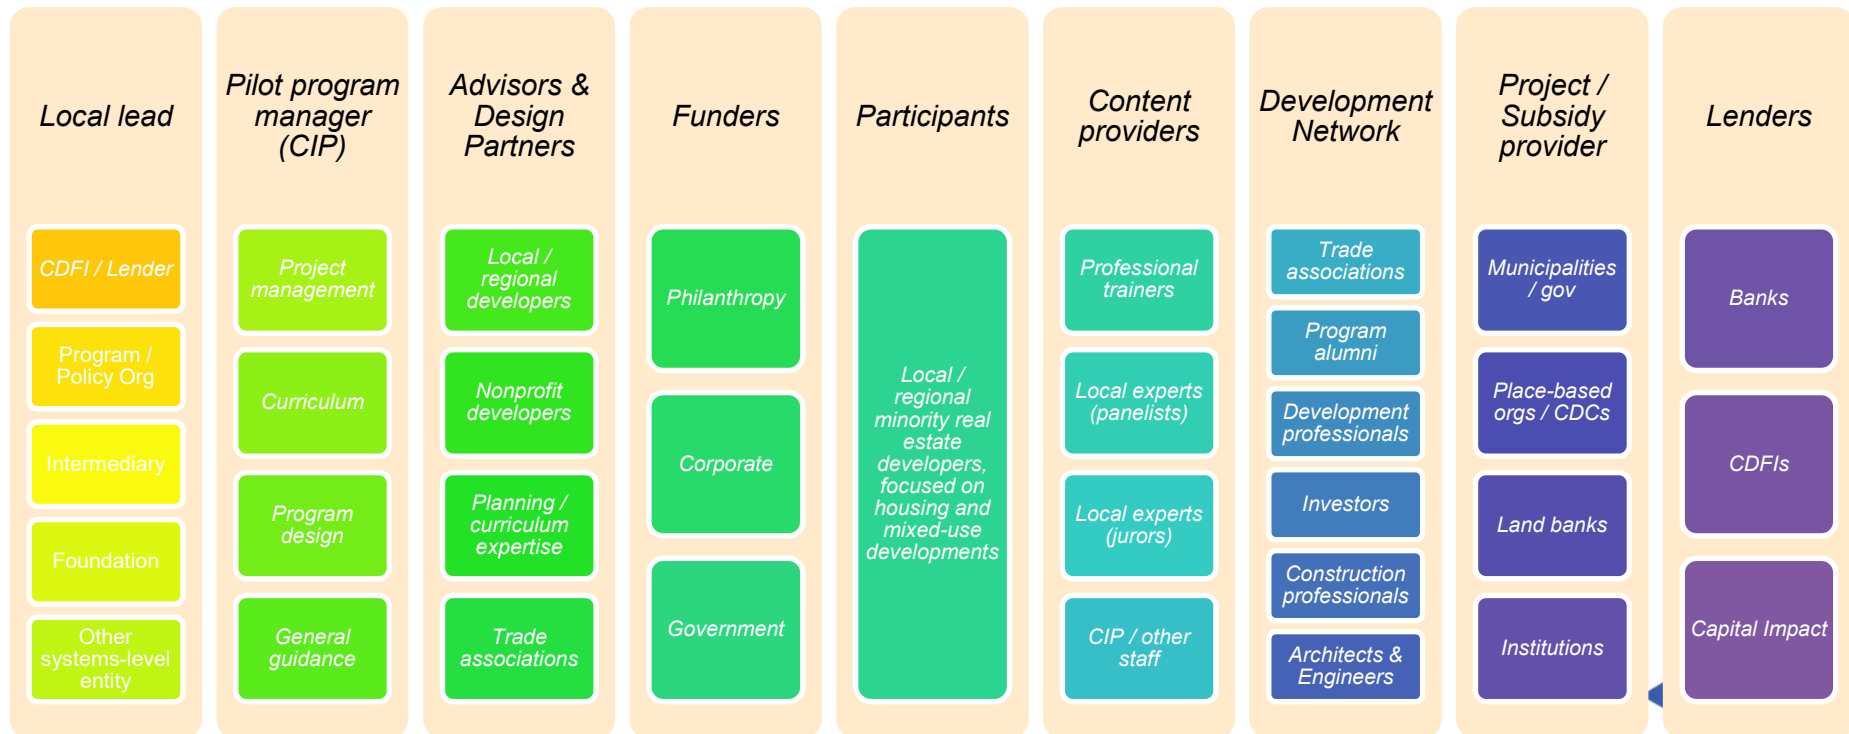 Local lead
CDFI / Lender
Program /
Policy Org
Intermediary
Foundation
Other
systems-level
entity
Pilot program
manager
(CIP)
Project
management
Curriculum
Program
design
General
guidance
Advisors &
Design
Partners
Local /
regional
developers
Nonprofit
developers
Planning /
curriculum
expertise
Trade
associations
Funders
Philanthropy
Corporate
Government
Participants
Local /
regional
minority real
estate
developers,
focused on
housing and
mixed-use
developments
Content
providers
Professional
trainers
Local experts
(panelists)
Local experts
(jurors)
CIP / other
staff
Development
Network
Trade
associations
Program
alumni
Development
professionals
Investors
Construction
professionals
Architects &
Engineers
Project /
Subsidy
provider
Municipalities
/ gov
Place-based
orgs / CDCs
Land banks
Institutions
Lenders
Banks
CDFIs
Capital Impact